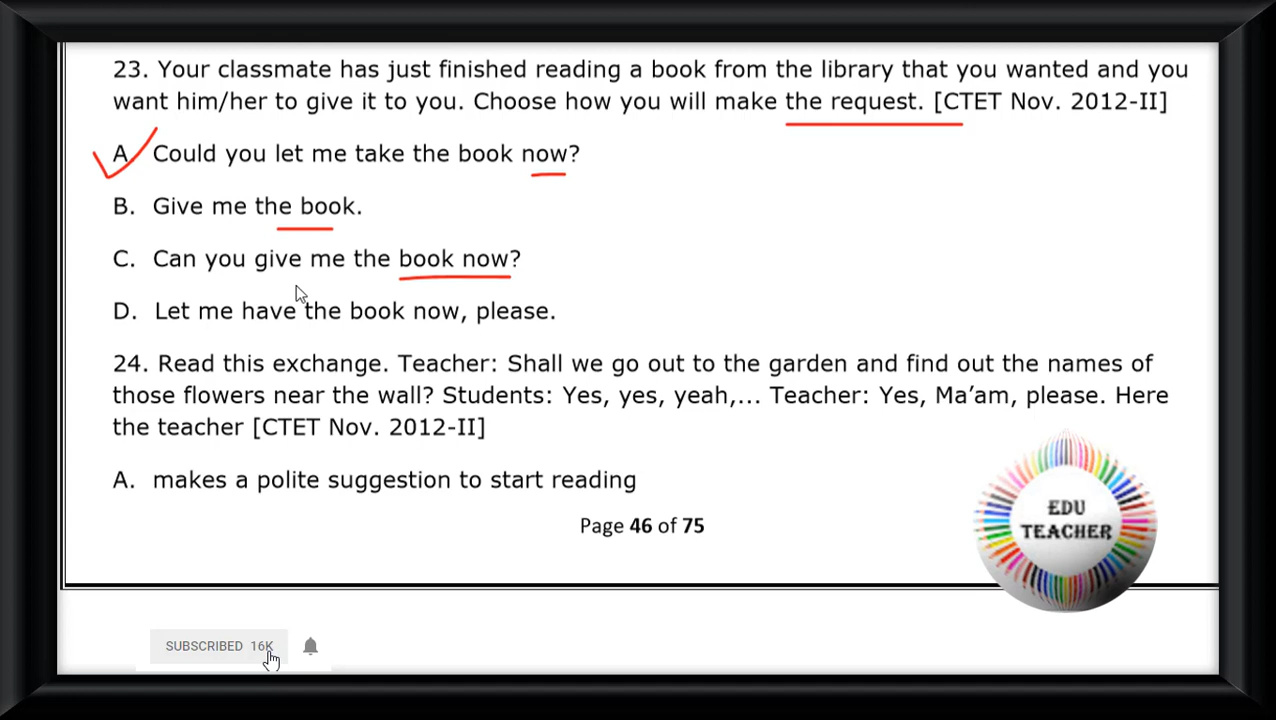 23. Your classmate has just finished reading a book from the library that you wanted and you
want him/her to give it to you. Choose how you will make the request. [CTET Nov. 2012-II]
A. Could you let me take the book now?
B. Give me the book.
C. Can you give me the book now?
D. Let me have the book now, please.
24. Read this exchange. Teacher: Shall we go out to the garden and find out the names of
those flowers near the wall? Students: Yes, yes, yeah,... Teacher: Yes, Ma’am, please. Here
the teacher [CTET Nov. 2012-II]
A. makes a polite suggestion to start reading
EDU
TEACHER
Page 46 of 75
SUBSCRIBED 16K